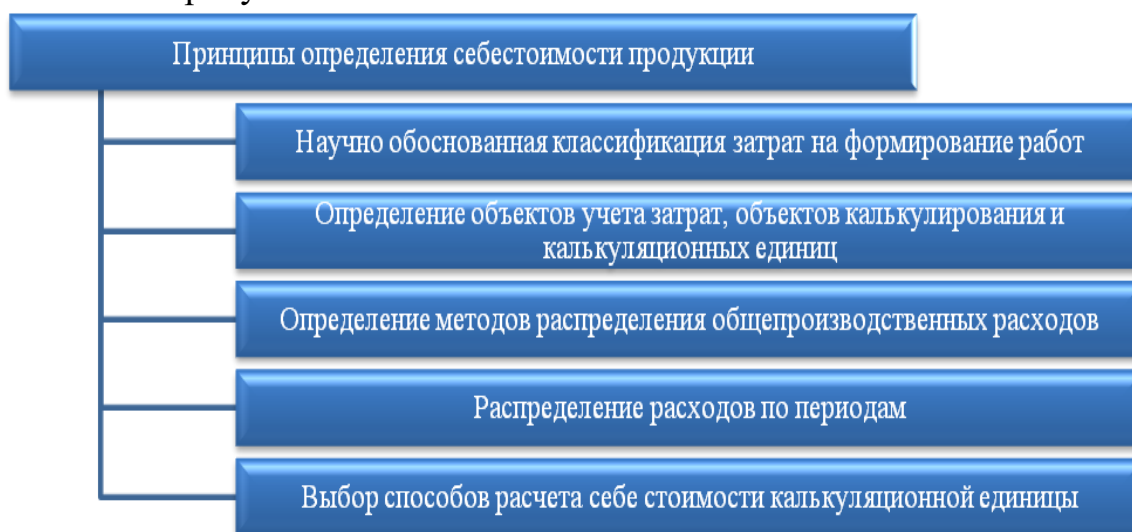 Принципы определения себестоимости продукции
Научно обоснованная классификация затрат на формирование работ
Определение объектов учета затрат, объектов калькулирования и
калькуляционных единиц
Определение методов распределения общепроизводственных расходов
Распределение расходов по периодам
Выбор способов расчета себе стоимости калькуляционной единицы